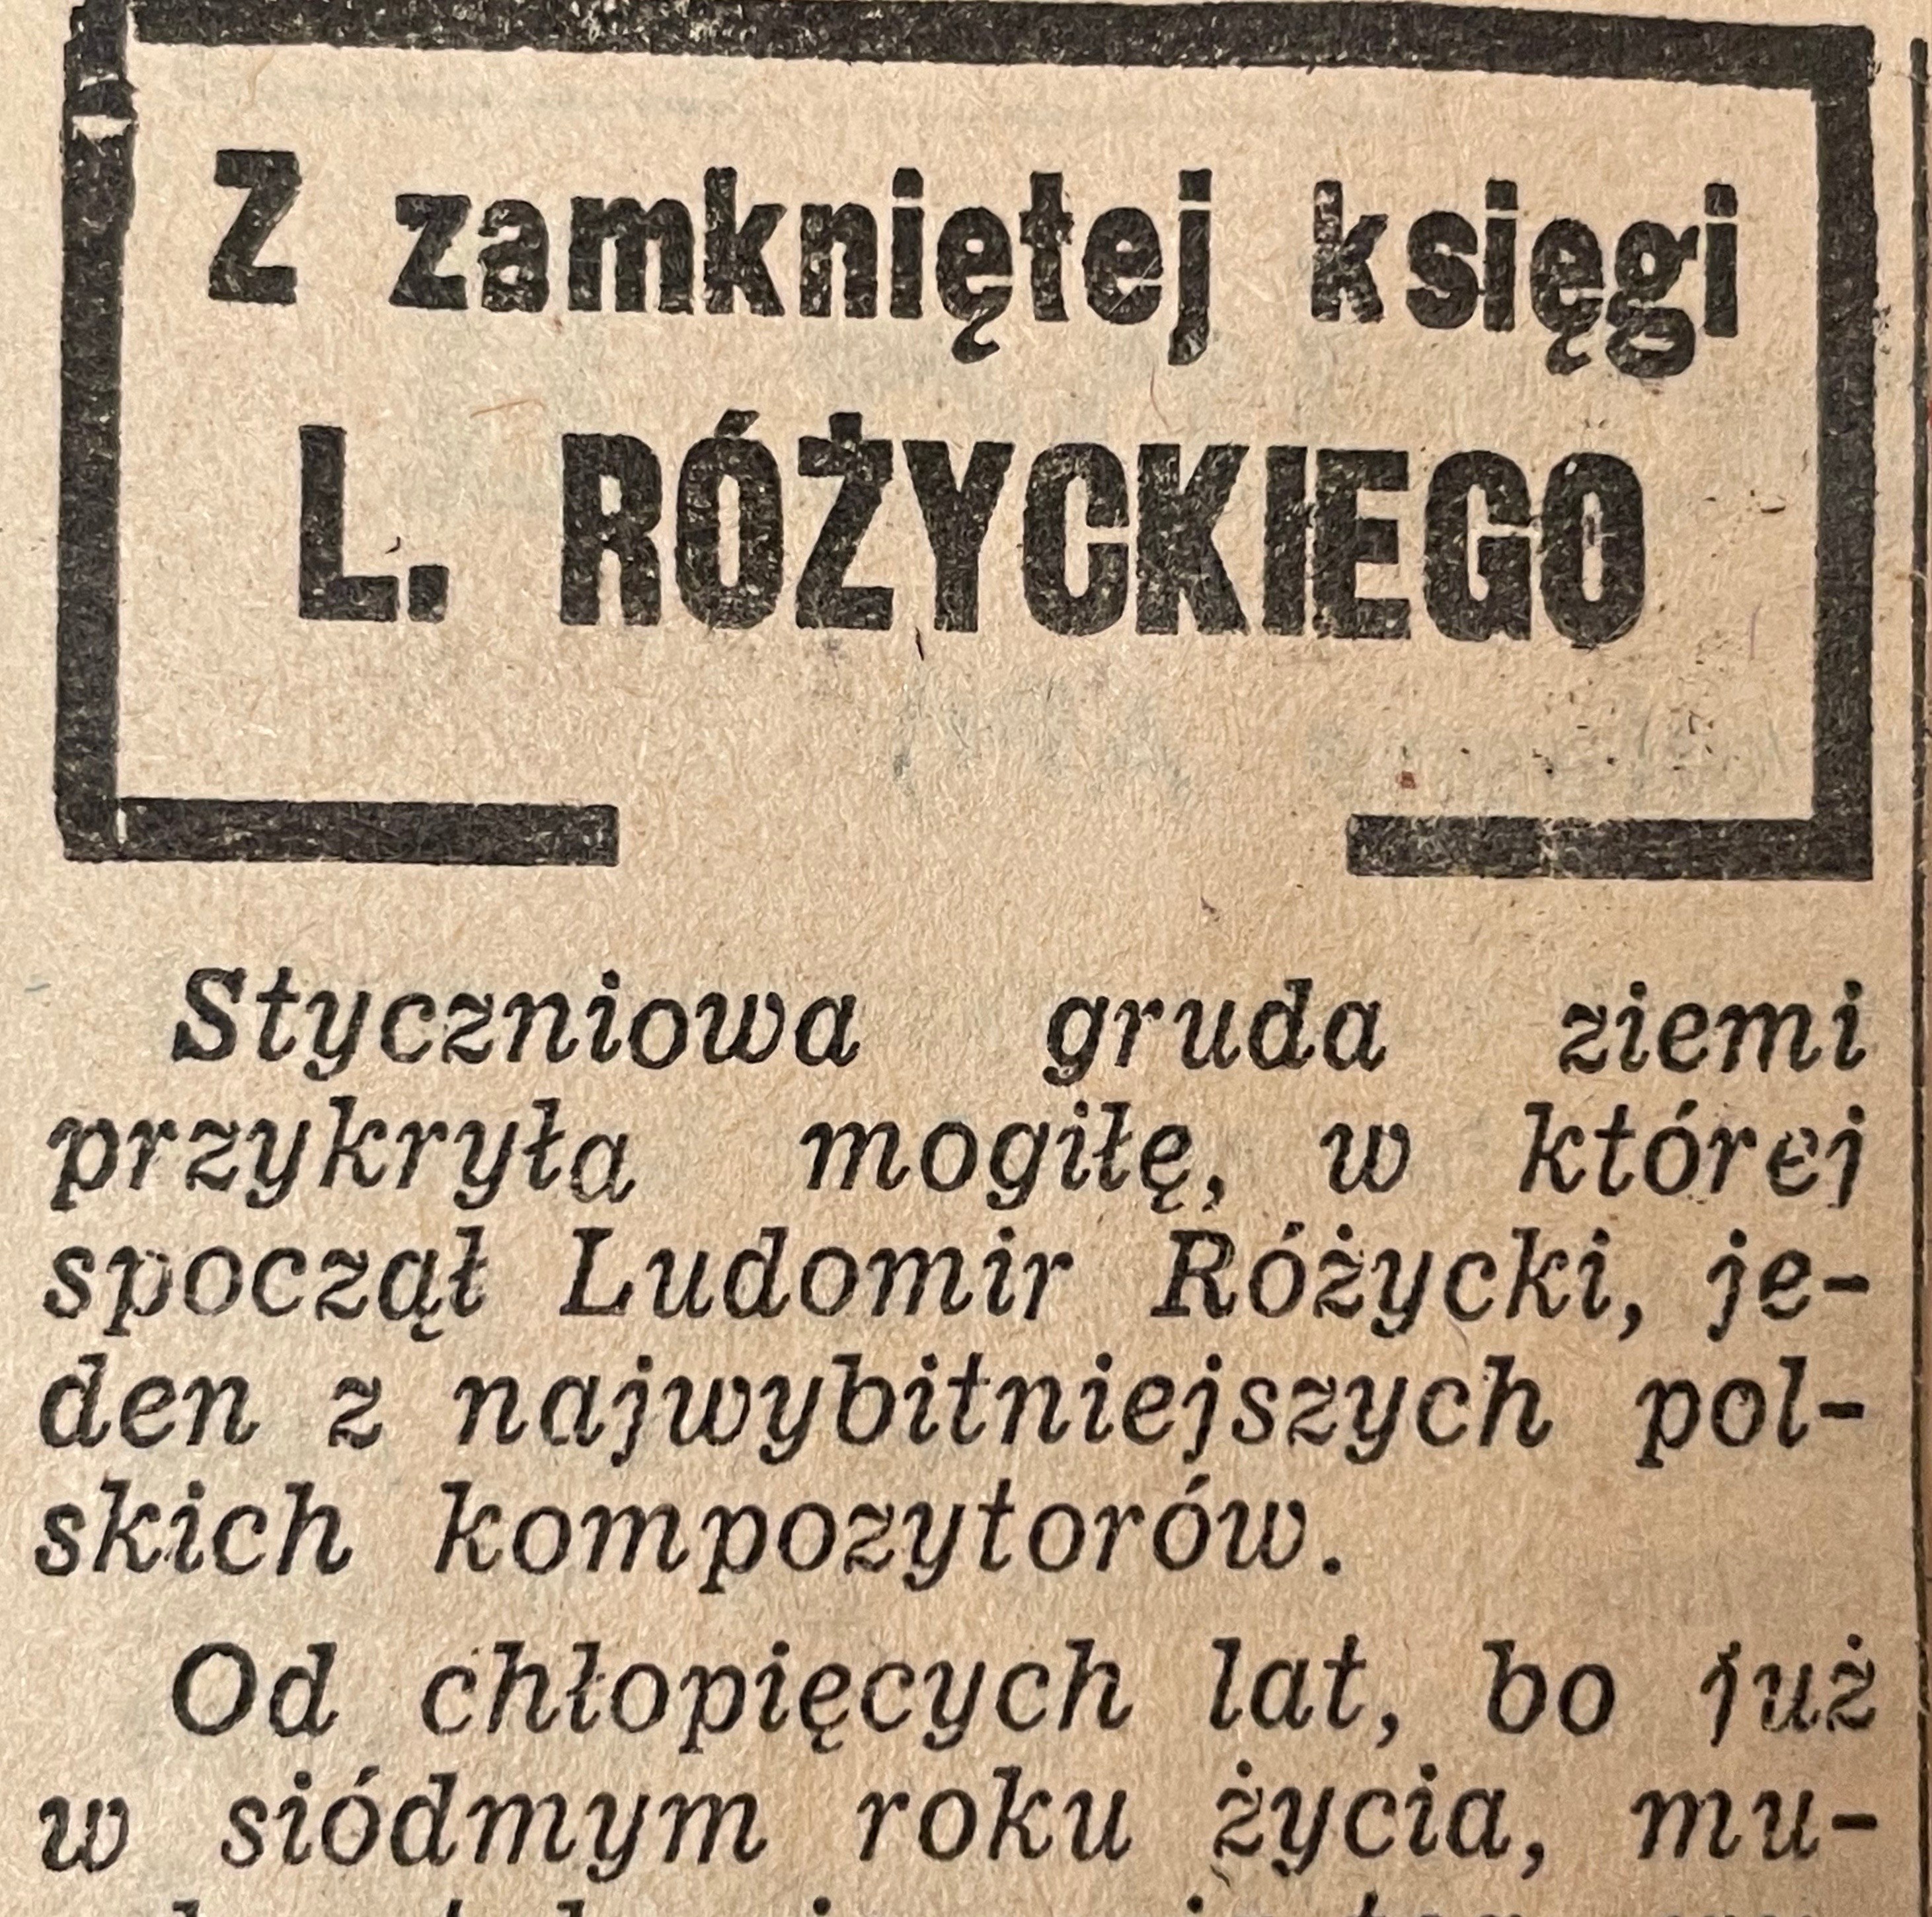 Z zamkniętej księgi
L. RÓŻYCKIEGO
Styczniowa gruda ziemi
przykryła mogiłę, w której
spoczął Ludomir Różycki, je-
den z najwybitniejszych pol-
skich kompozytorów.
Od chłopięcych lat, bo już
w siódmym roku życia, mu-